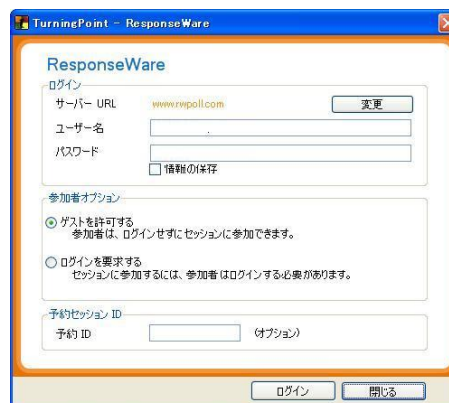 TurningPoint - ResponseWare
ResponseWare
ログイン
サーバー URL www.rwpoll.com 変更
ユーザー名
パスワード
情報の保存
参加者オプション
ゲストを許可する
参加者は、ログインせずにセッションに参加できます。
ログインを要求する
セッションに参加するには、参加者はログインする必要があります。
予約セッション ID
予約 ID (オプション)
ログイン 閉じる